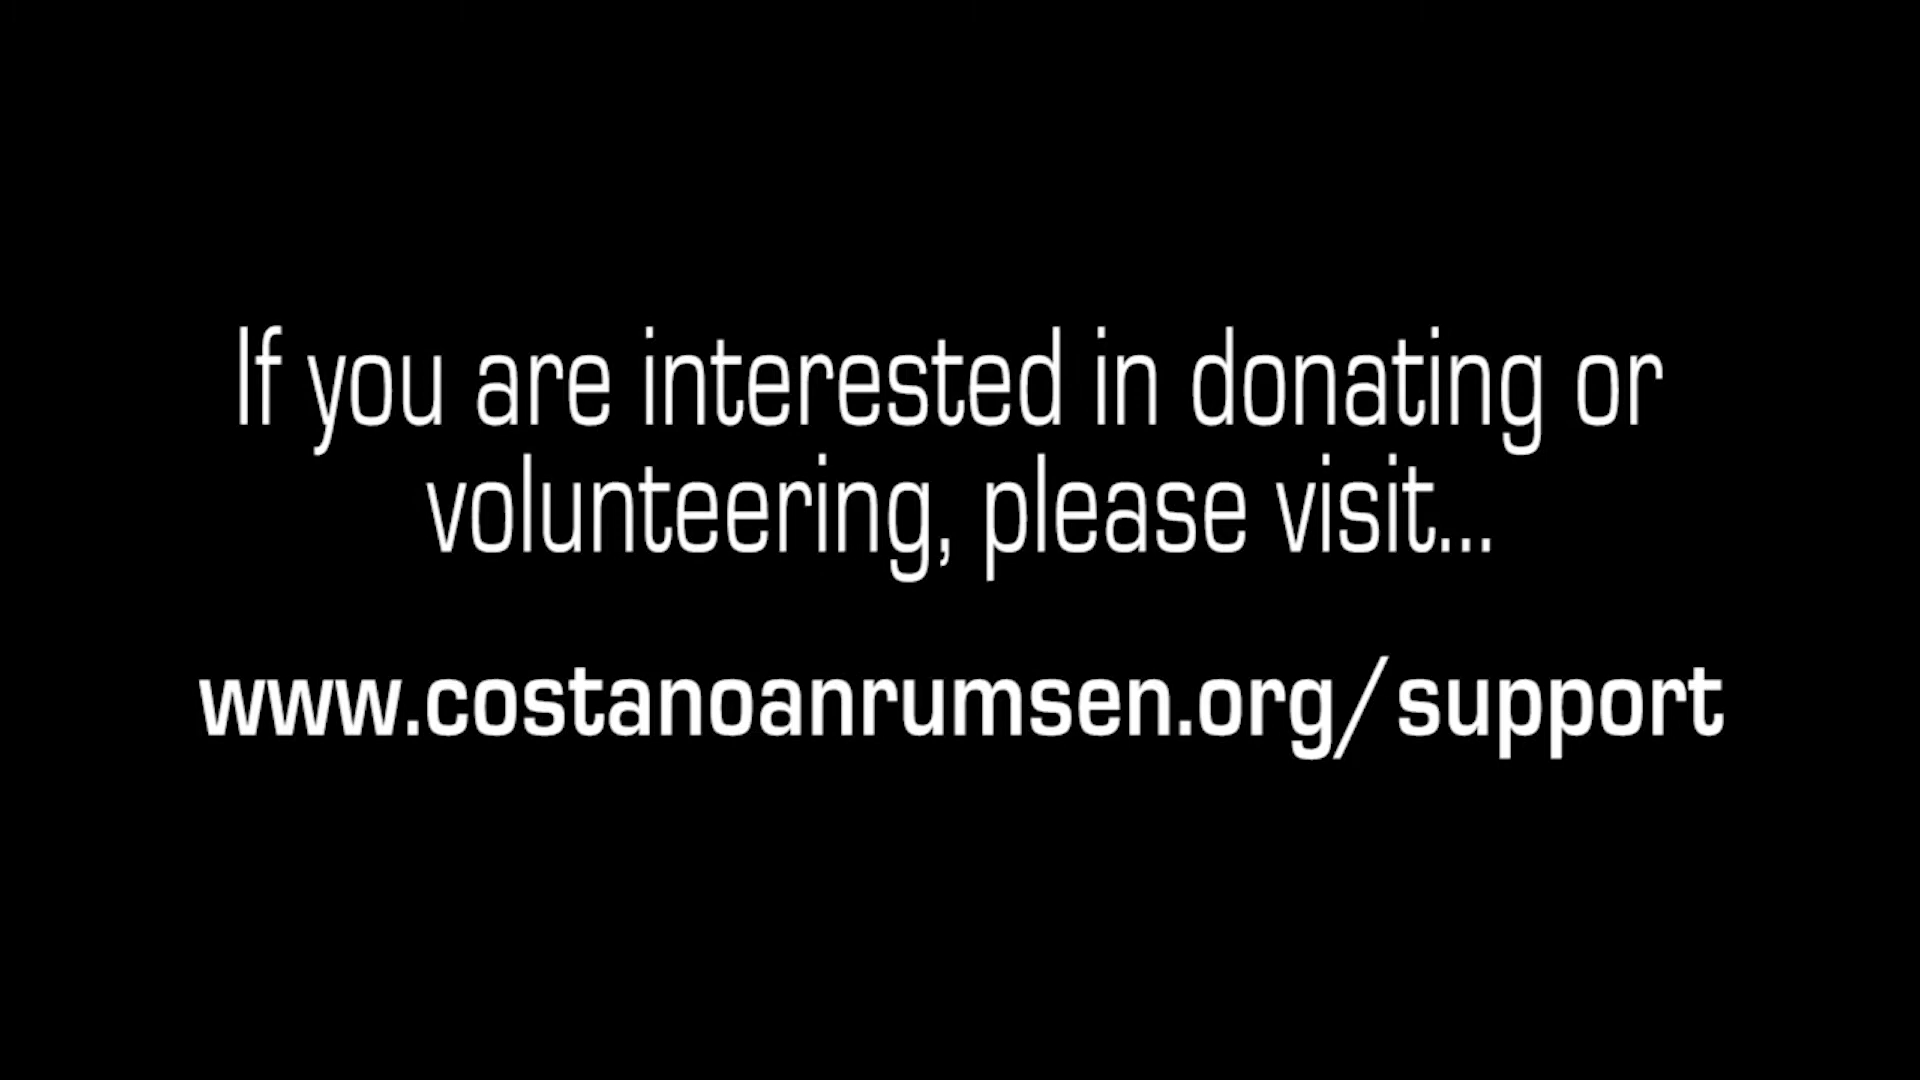 If you are interested in donating or
volunteering, please visit...
www.costanoanrumsen.org/support